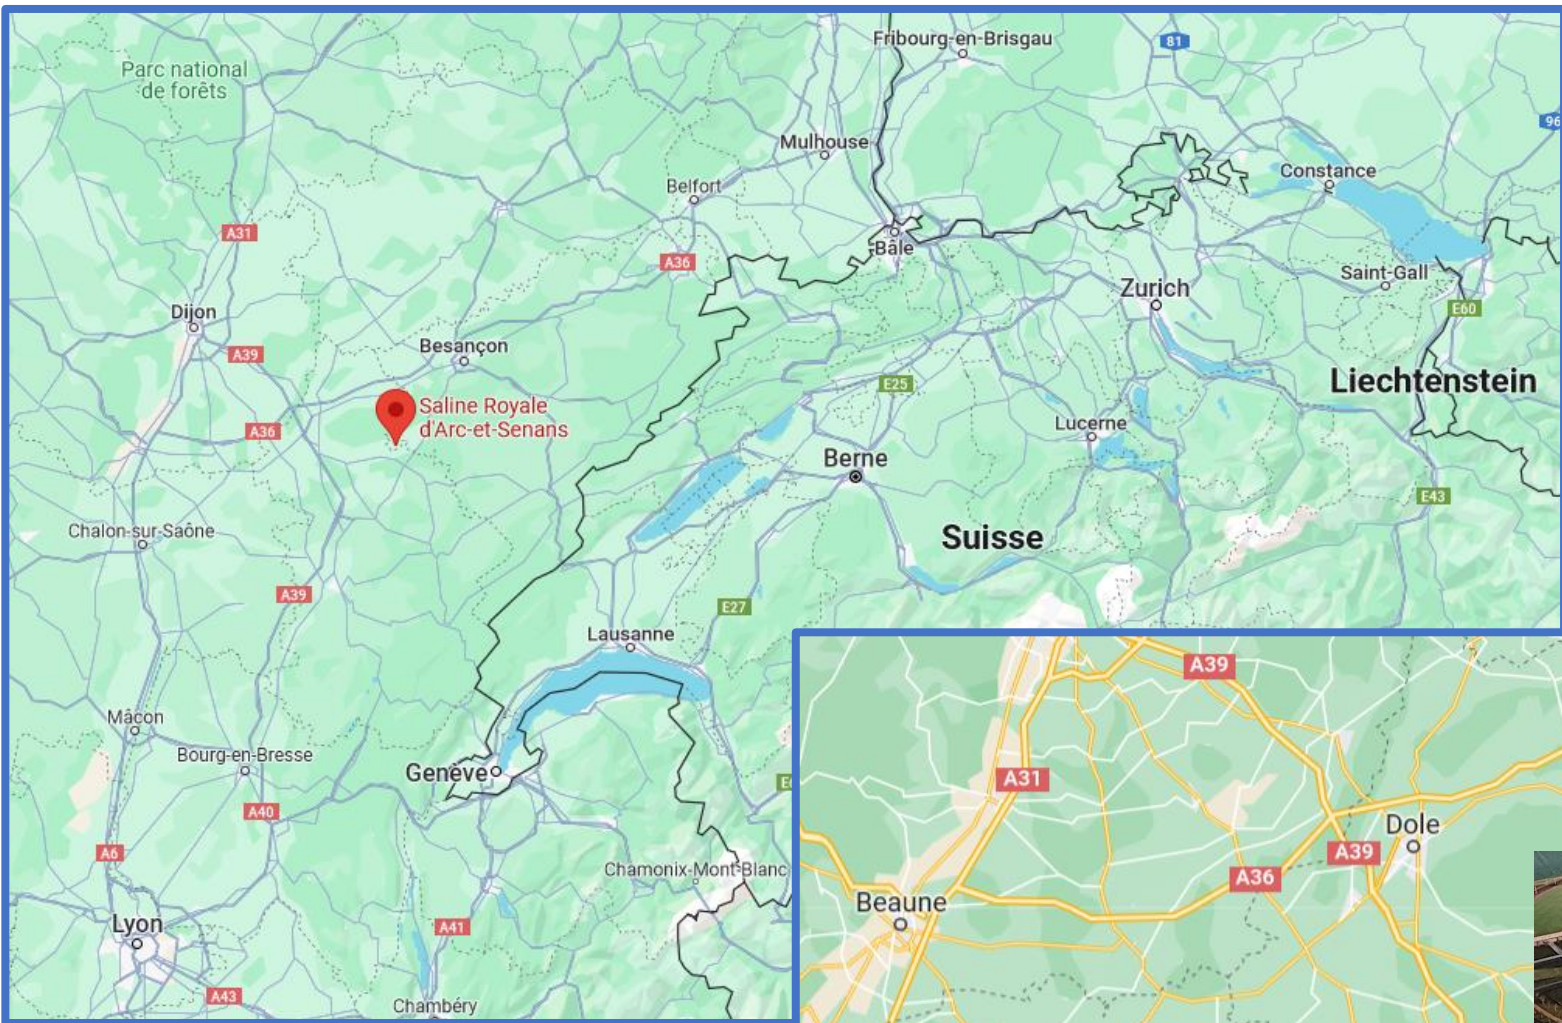 Fribourg-en-Brisgau
81
Parc national
de forêts
96
Mulhouse
Constance
Belfort
A31
Bâle
A36
Saint-Gall
Zurich
E60
Dijon
Besançon
A39
Liechtenstein
E25
Saline Royale
d'Arc-et-Senans
A36
Lucerne
Berne
E43
Chalon-sur-Saône
Suisse
A39
E27
Lausanne
Mâcon
Bourg-en-Bresse
Genève
A40
A6
Chamonix-Mont-Blanc
Lyon
A41
A43
Chambéry
A39
A31
Dole
A39
A36
Beaune